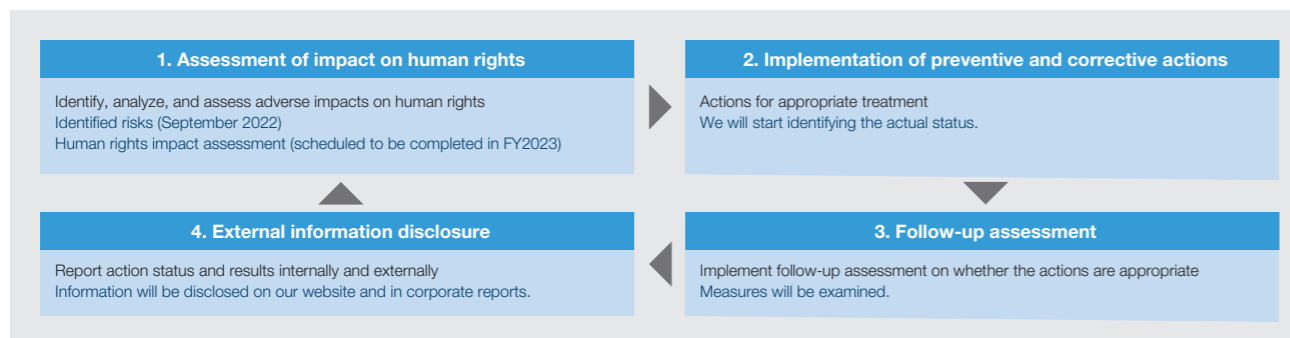 1. Assessment of impact on human rights
Identify, analyze, and assess adverse impacts on human rights
Identified risks (September 2022)
Human rights impact assessment (scheduled to be completed in FY2023)
2. Implementation of preventive and corrective actions
Actions for appropriate treatment
We will start identifying the actual status.
3. Follow-up assessment
Implement follow-up assessment on whether the actions are appropriate
Measures will be examined.
4. External information disclosure
Report action status and results internally and externally
Information will be disclosed on our website and in corporate reports.